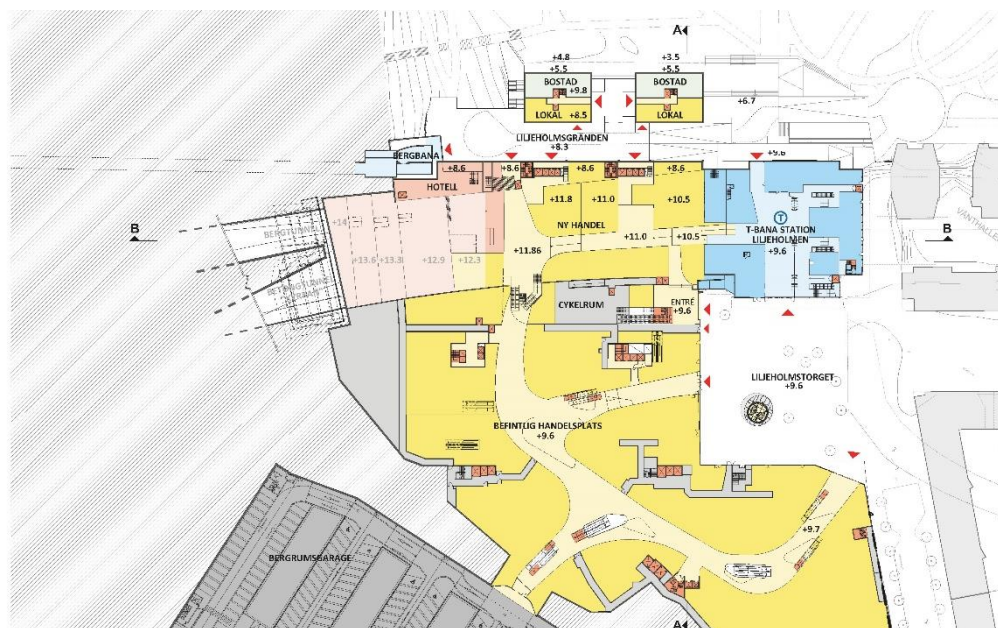 A
+4.8
+5.5
BOSTAD
+9.8
LOKAL +8.5
+3.5
+5.5
BOSTAD
LOKAL
+6.7
LILJEHOLMSGRÄNDEN
+8.3
+9.6
BERGBANA
+8.6
+8.6
+8.6
+8.6
HOTELL
+11.8
+11.0
+10.5
NY HANDEL
T
T-BANA STATION
LILJEHOLMEN
+9.6
B
B
+14
BERGTUNNEL
+13.6
+13.3
+12.9
+12.3
+11.86
+11.0
+10.5
CYKELRUM
ENTRÉ
+9.6
LILJEHOLMSTORGET
+9.6
BEFINTLIG HANDELSPLATS
+9.6
+9.7
BERGRUMSGARAGE
A